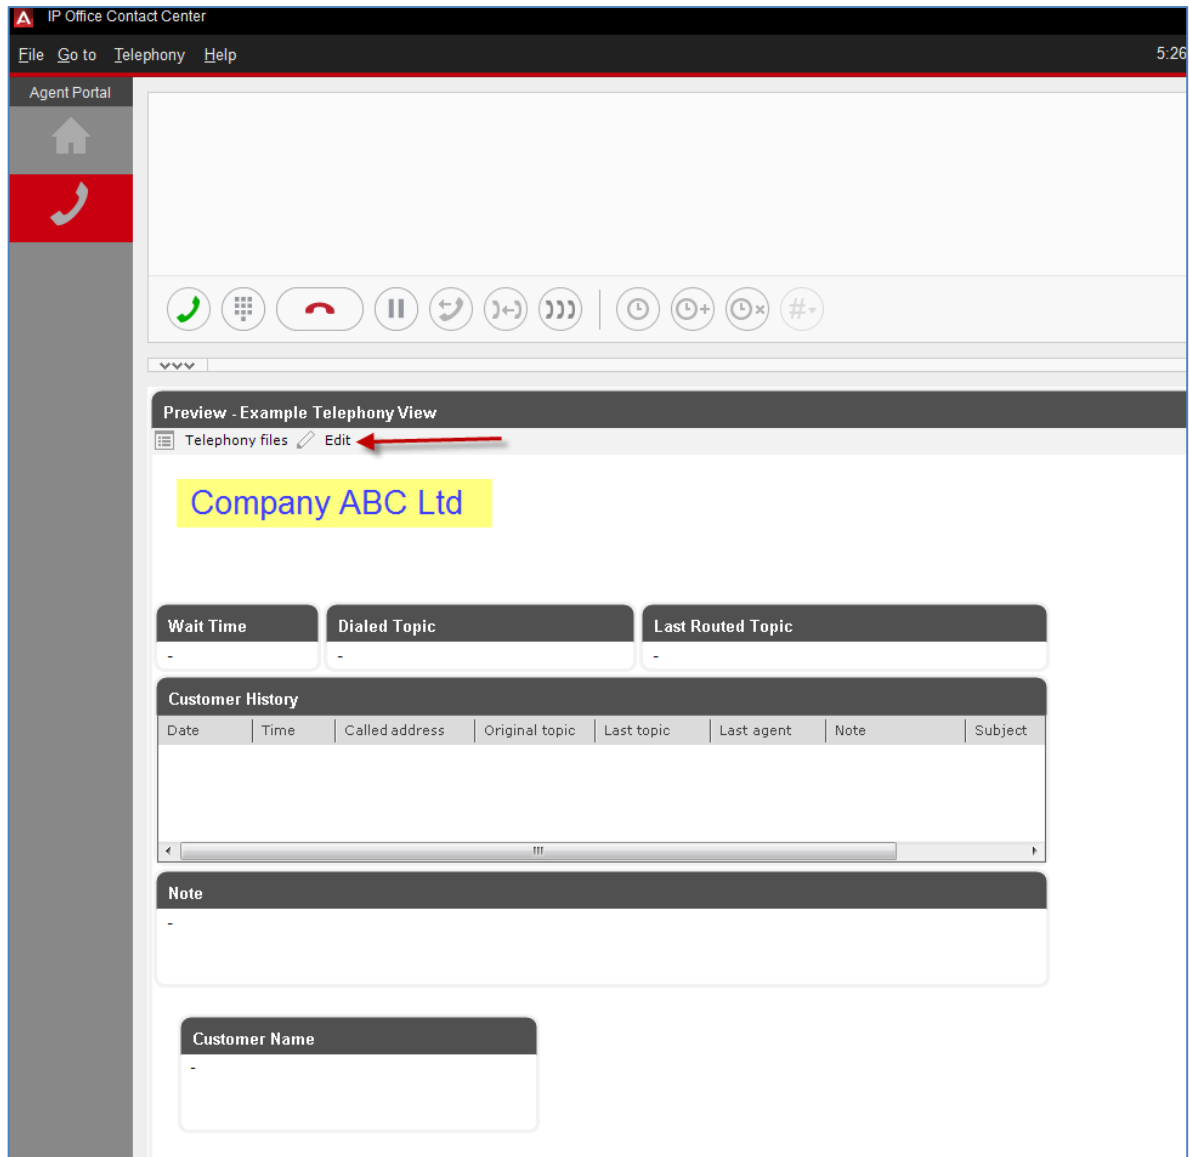 IP Office Contact Center
File Go to Telephony Help 5:26
Agent Portal
Preview - Example Telephony View
Telephony files Edit
Company ABC Ltd
Wait Time Dialed Topic Last Routed Topic
- - -
Customer History
Date Time Called address Original topic Last topic Last agent Note Subject
Note
-
Customer Name
-